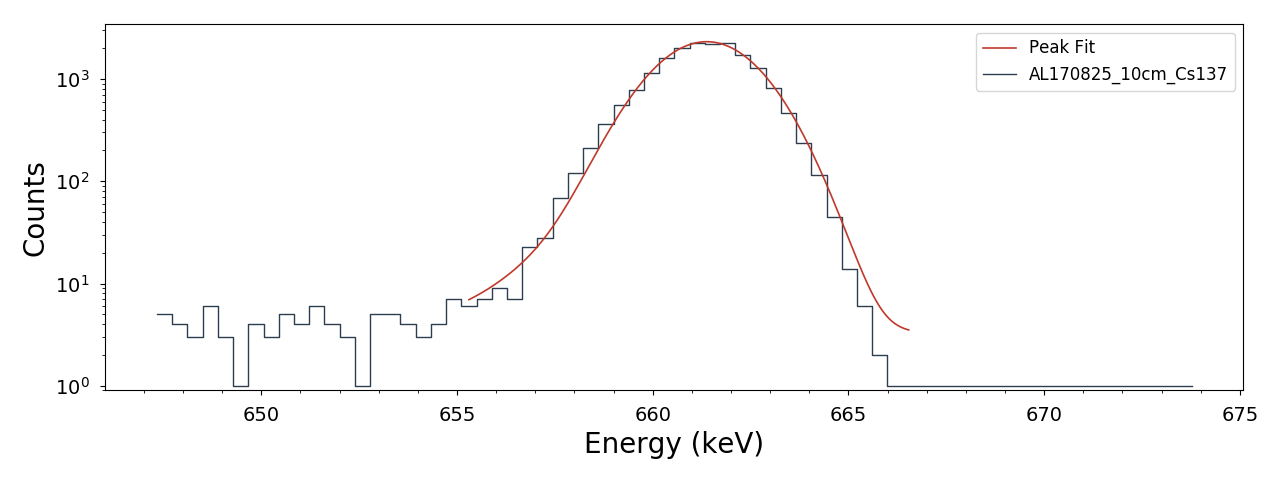 Peak Fit
AL170825_10cm_Cs137
Counts
10³
10²
10¹
10⁰
650 655 660 665 670 675
Energy (keV)